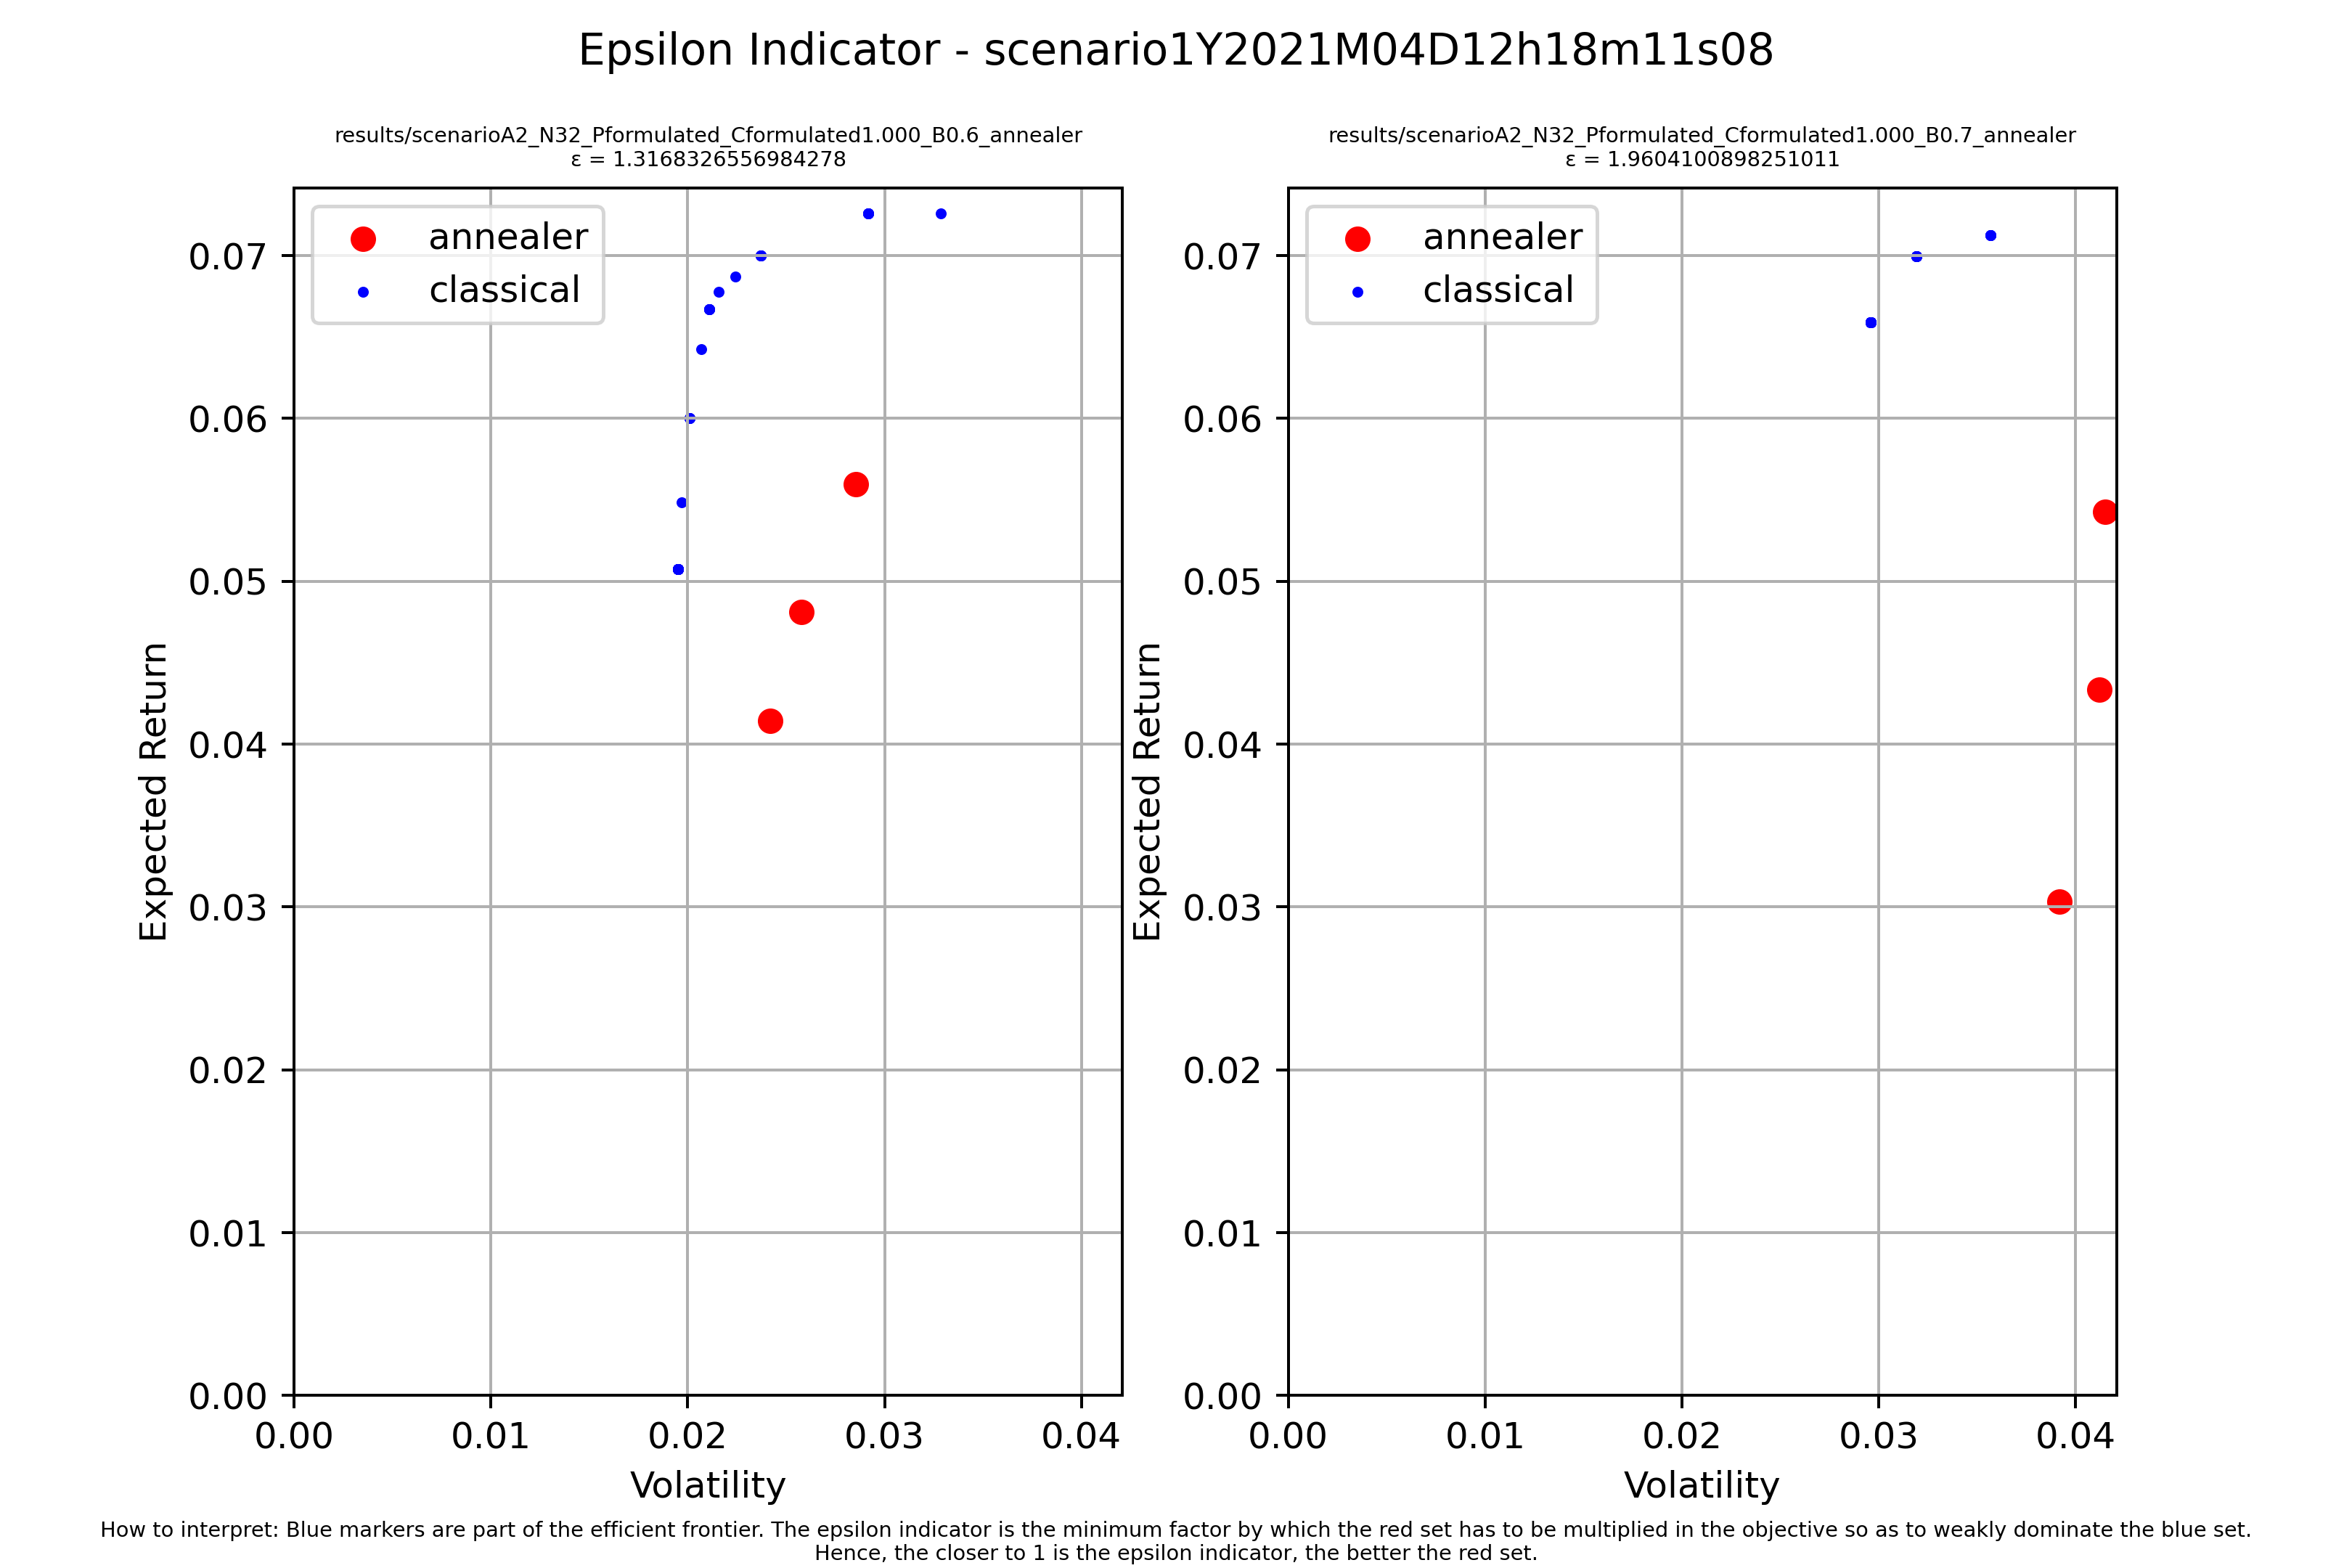 Epsilon Indicator - scenario1Y2021M04D12h18m11s08
results/scenarioA2_N32_Pformulated_Cformulated1.000_B0.6_annealer
ε = 1.3168326556984278
annealer
classical
0.07
0.06
0.05
0.04
0.03
0.02
0.01
0.00
Expected Return
0.00 0.01 0.02 0.03 0.04
Volatility
results/scenarioA2_N32_Pformulated_Cformulated1.000_B0.7_annealer
ε = 1.9604100898251011
annealer
classical
0.07
0.06
0.05
0.04
0.03
0.02
0.01
0.00
Expected Return
0.00 0.01 0.02 0.03 0.04
Volatility
How to interpret: Blue markers are part of the efficient frontier. The epsilon indicator is the minimum factor by which the red set has to be multiplied in the objective so as to weakly dominate the blue set.
Hence, the closer to 1 is the epsilon indicator, the better the red set.